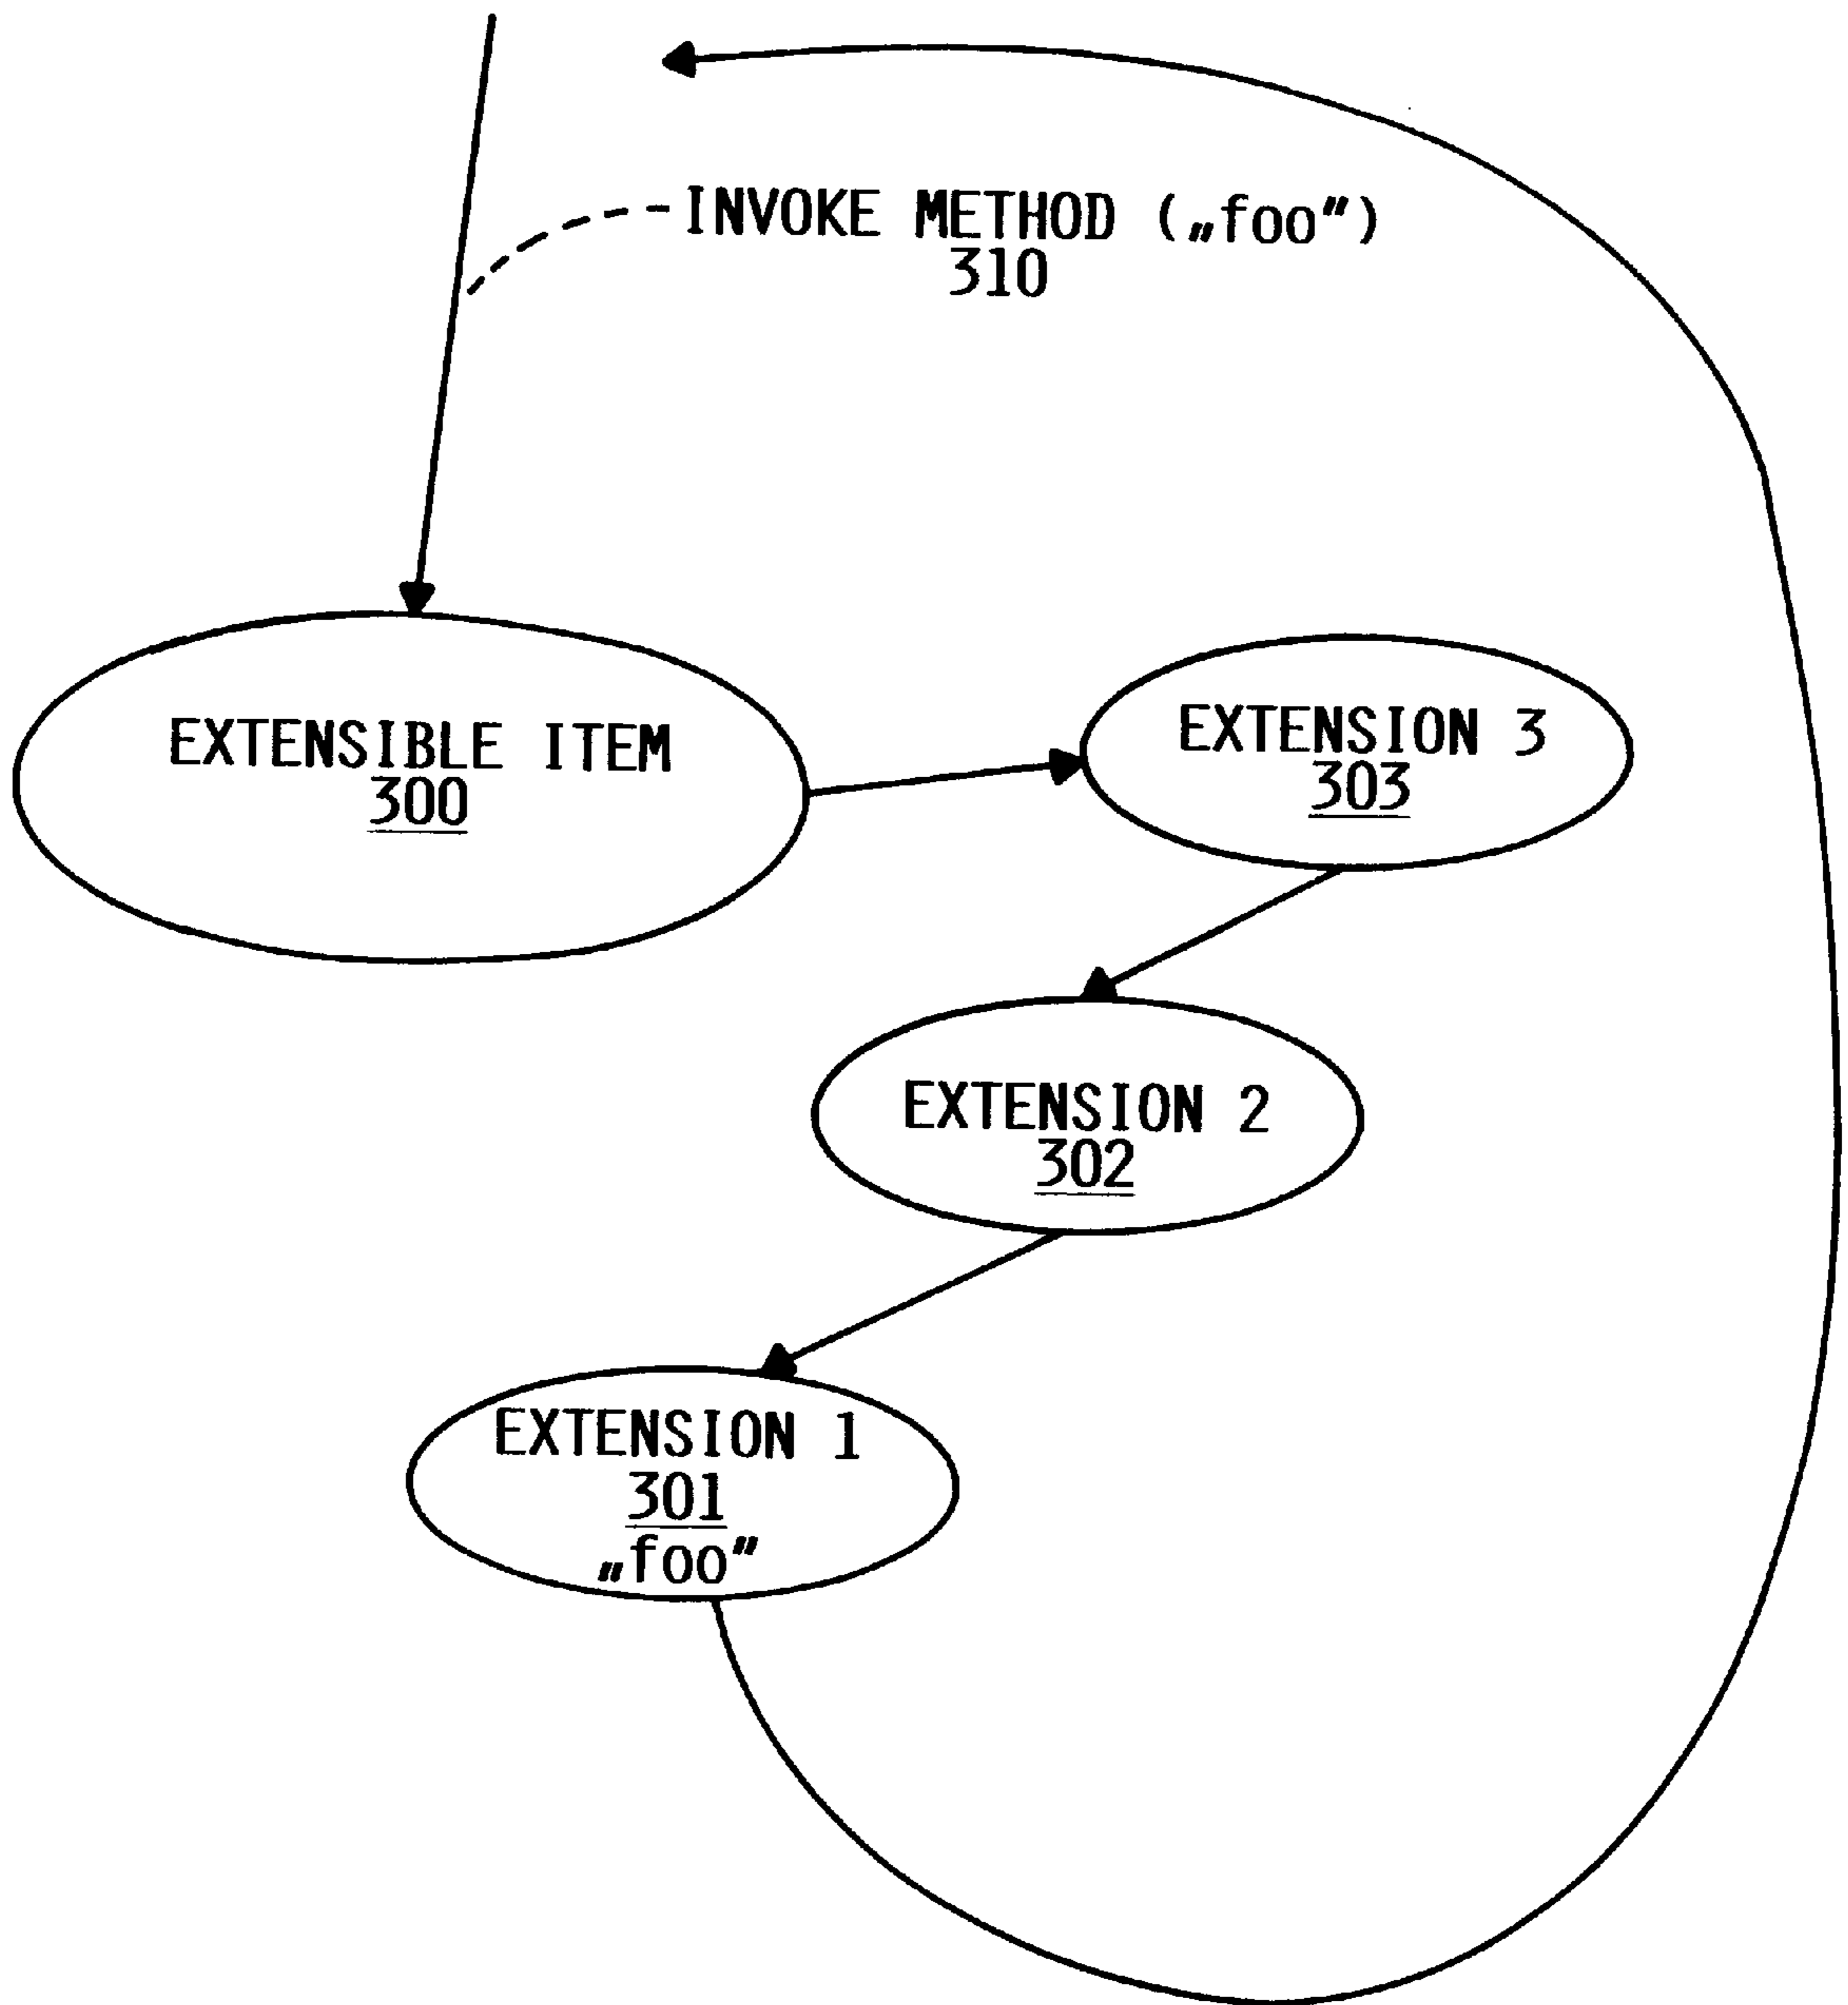 INVOKE METHOD („foo")
310
EXTENSIBLE ITEM
300
EXTENSION 3
303
EXTENSION 2
302
EXTENSION 1
301
„foo"